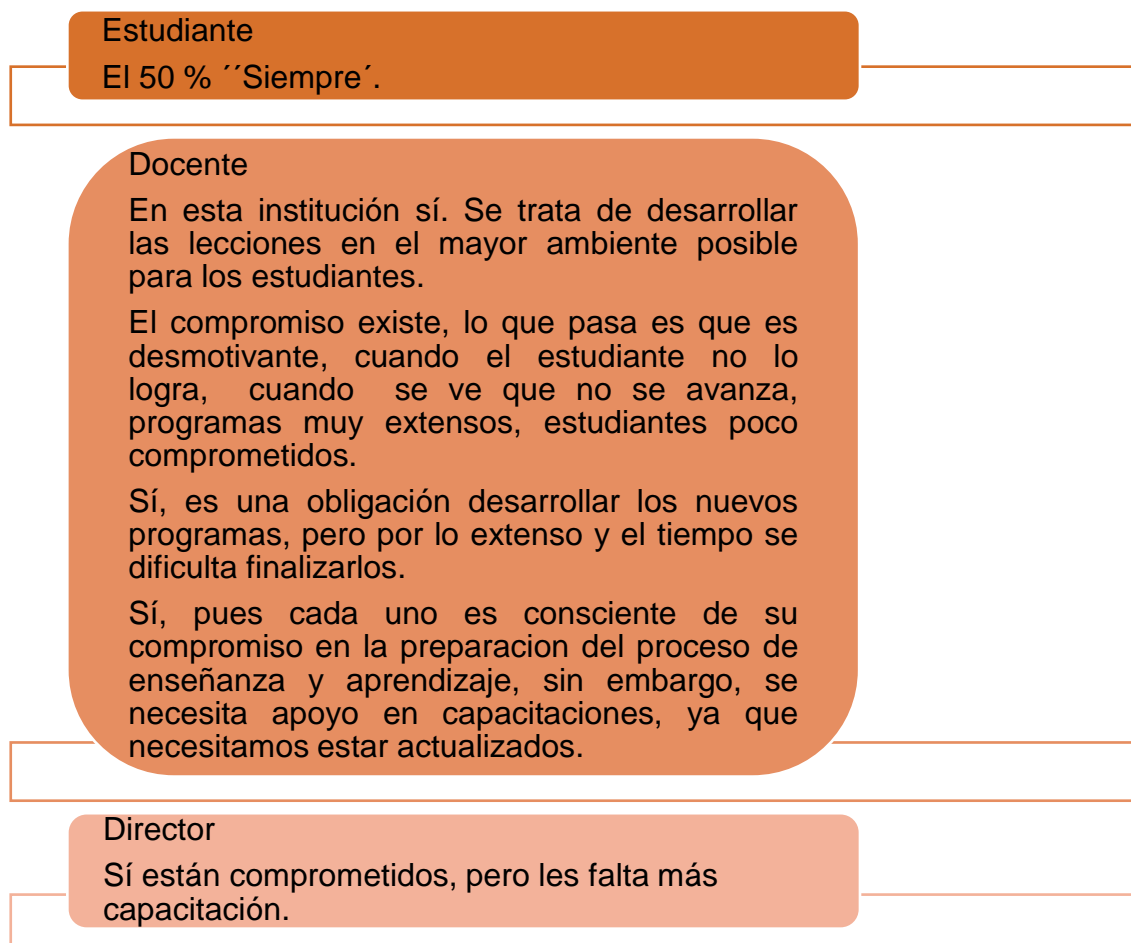 Estudiante
El 50 % ´´Siempre´.
Docente
En esta institución sí. Se trata de desarrollar
las lecciones en el mayor ambiente posible
para los estudiantes.
El compromiso existe, lo que pasa es que es
desmotivante, cuando el estudiante no lo
logra, cuando se ve que no se avanza,
programas muy extensos, estudiantes poco
comprometidos.
Sí, es una obligación desarrollar los nuevos
programas, pero por lo extenso y el tiempo se
dificulta finalizarlos.
Sí, pues cada uno es consciente de su
compromiso en la preparacion del proceso de
enseñanza y aprendizaje, sin embargo, se
necesita apoyo en capacitaciones, ya que
necesitamos estar actualizados.
Director
Sí están comprometidos, pero les falta más
capacitación.